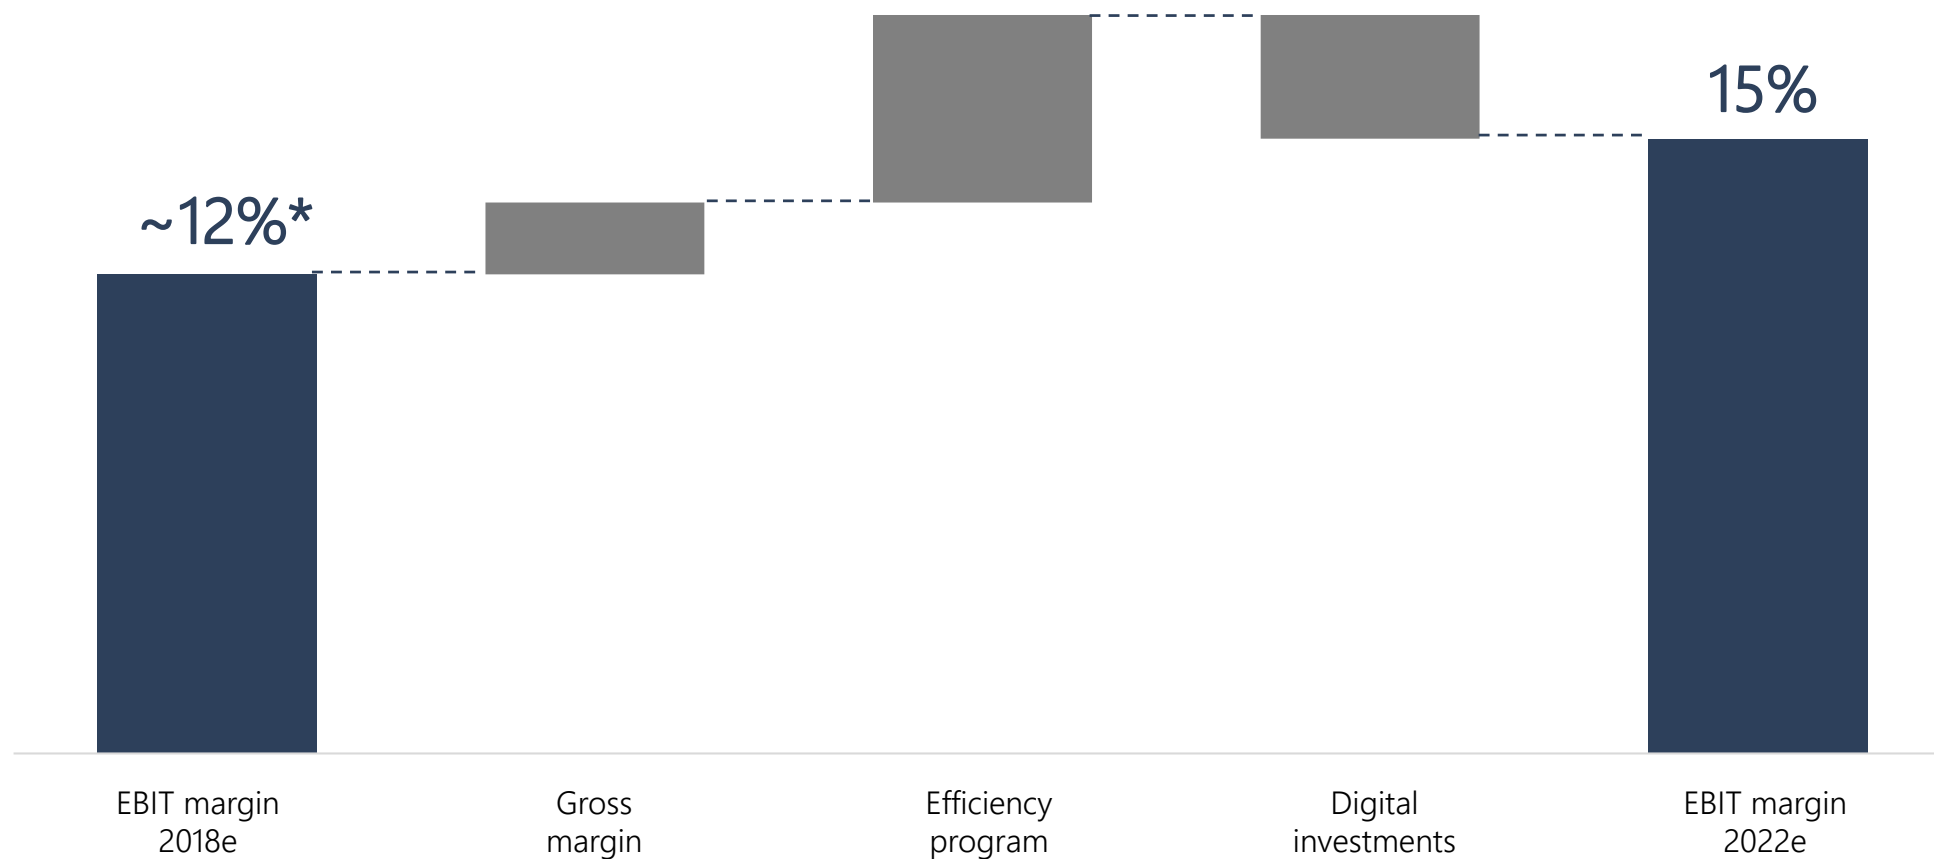 15%
~12%*
EBIT margin
2018e
Gross
margin
Efficiency
program
Digital
investments
EBIT margin
2022e